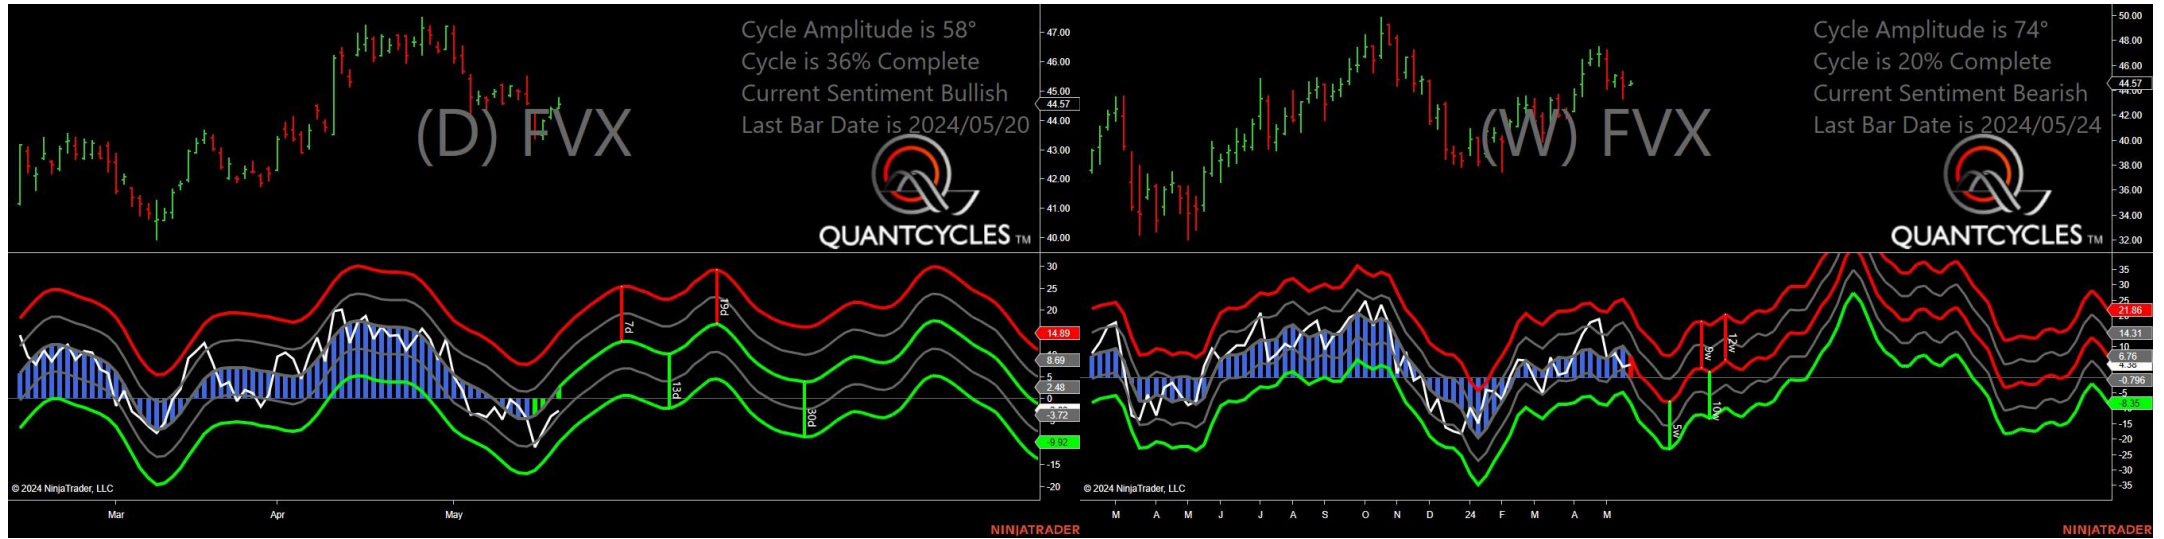 Cycle Amplitude is 58°
Cycle is 36% Complete
Current Sentiment Bullish
Last Bar Date is 2024/05/20
(D) FVX
QUANTCYCLES TM
47.00
46.00
45.00
44.57
44.00
43.00
42.00
41.00
40.00
30
25
20
14.89
8.69
5
2.48
0
-3.72
-9.92
-15
-20
7d
13d
19d
30d
© 2024 NinjaTrader, LLC
Mar Apr May
NINJATRADER
Cycle Amplitude is 74°
Cycle is 20% Complete
Current Sentiment Bearish
Last Bar Date is 2024/05/24
(W) FVX
QUANTCYCLES TM
50.00
48.00
46.00
44.57
42.00
40.00
38.00
36.00
34.00
32.00
35
30
25
21.86
14.31
10
6.76
4.38
-0.796
-5
-8.35
-15
-20
-25
-30
-35
5w
9w
10w
12w
© 2024 NinjaTrader, LLC
M A M J J A S O N D 24 F M A M
NINJATRADER